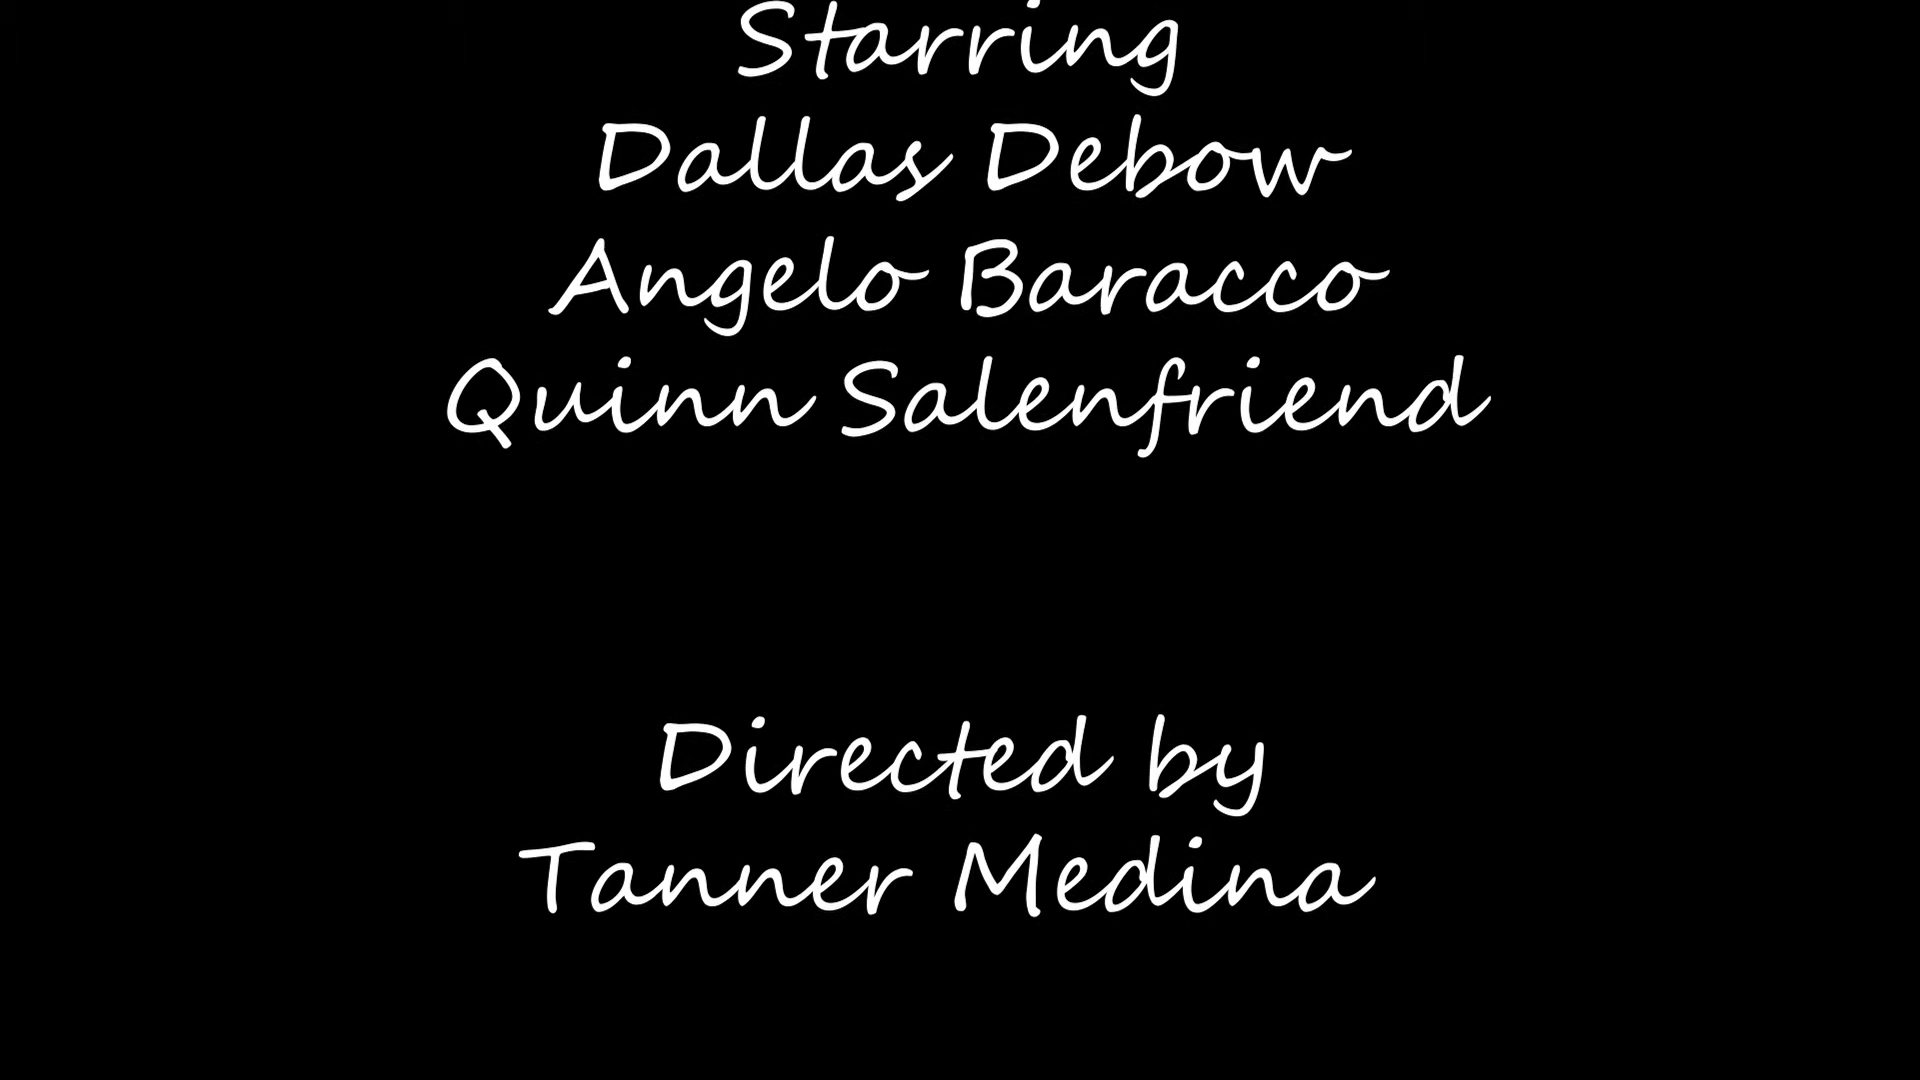 Starring
Dallas Debow
Angelo Baracco
Quinn Salenfriend
Directed by
Tanner Medina